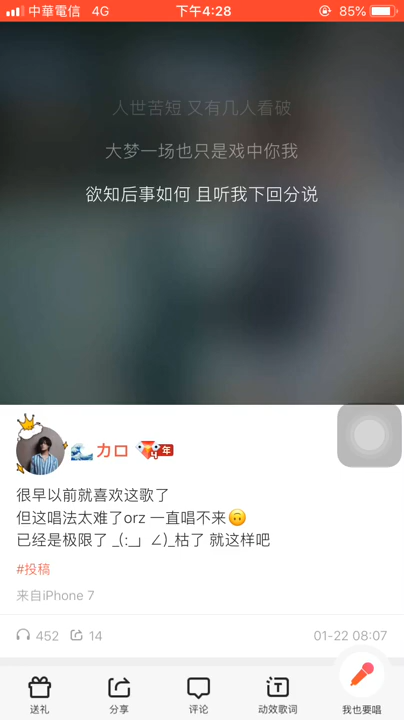 中華電信 4G 下午4:28 85%
人世苦短 又有几人看破
大梦一场也只是戏中你我
欲知后事如何 且听我下回分说
力口 年
很早以前就喜欢这歌了
但这唱法太难了orz 一直唱不来🙃
已经是极限了 _(:_」∠)_枯了 就这样吧
#投稿
来自iPhone 7
452 14 01-22 08:07
送礼 分享 评论 动效歌词 我也要唱